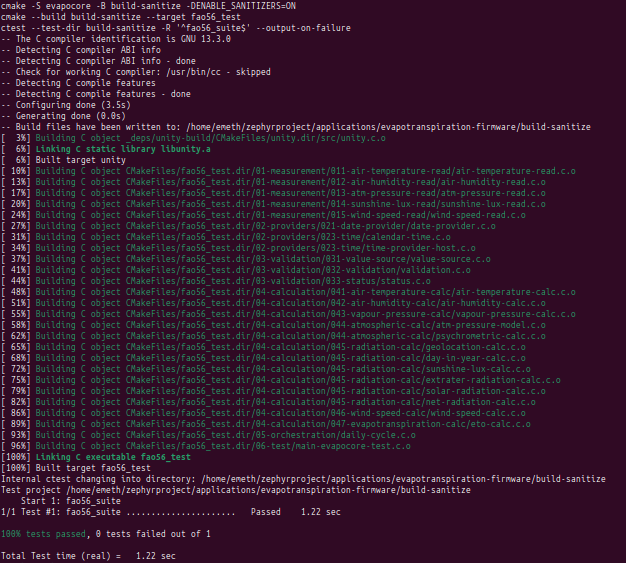 cmake -S evapocore -B build-sanitize -DENABLE_SANITIZERS=ON
cmake --build build-sanitize --target fao56_test
ctest --test-dir build-sanitize -R '^fao56_suite$' --output-on-failure
-- The C compiler identification is GNU 13.3.0
-- Detecting C compiler ABI info
-- Detecting C compiler ABI info - done
-- Check for working C compiler: /usr/bin/cc - skipped
-- Detecting C compile features
-- Detecting C compile features - done
-- Configuring done (3.5s)
-- Generating done (0.0s)
-- Build files have been written to: /home/emeth/zephyrproject/applications/evapotranspiration-firmware/build-sanitize
[  3%] Building C object _deps/unity-build/CMakeFiles/unity.dir/src/unity.c.o
[  6%] Linking C static library libunity.a
[  6%] Built target unity
[ 10%] Building C object CMakeFiles/fao56_test.dir/01-measurement/011-air-temperature-read/air-temperature-read.c.o
[ 13%] Building C object CMakeFiles/fao56_test.dir/01-measurement/012-air-humidity-read/air-humidity-read.c.o
[ 17%] Building C object CMakeFiles/fao56_test.dir/01-measurement/013-atm-pressure-read/atm-pressure-read.c.o
[ 20%] Building C object CMakeFiles/fao56_test.dir/01-measurement/014-sunshine-lux-read/sunshine-lux-read.c.o
[ 24%] Building C object CMakeFiles/fao56_test.dir/01-measurement/015-wind-speed-read/wind-speed-read.c.o
[ 27%] Building C object CMakeFiles/fao56_test.dir/02-providers/021-date-provider/date-provider.c.o
[ 31%] Building C object CMakeFiles/fao56_test.dir/02-providers/023-time/calendar-time.c.o
[ 34%] Building C object CMakeFiles/fao56_test.dir/02-providers/023-time/time-provider-host.c.o
[ 37%] Building C object CMakeFiles/fao56_test.dir/03-validation/031-value-source/value-source.c.o
[ 41%] Building C object CMakeFiles/fao56_test.dir/03-validation/032-validation/validation.c.o
[ 44%] Building C object CMakeFiles/fao56_test.dir/03-validation/033-status/status.c.o
[ 48%] Building C object CMakeFiles/fao56_test.dir/04-calculation/041-air-temperature-calc/air-temperature-calc.c.o
[ 51%] Building C object CMakeFiles/fao56_test.dir/04-calculation/042-air-humidity-calc/air-humidity-calc.c.o
[ 55%] Building C object CMakeFiles/fao56_test.dir/04-calculation/043-vapour-pressure-calc/vapour-pressure-calc.c.o
[ 58%] Building C object CMakeFiles/fao56_test.dir/04-calculation/044-atmospheric-calc/atm-pressure-model.c.o
[ 62%] Building C object CMakeFiles/fao56_test.dir/04-calculation/044-atmospheric-calc/psychrometric-calc.c.o
[ 65%] Building C object CMakeFiles/fao56_test.dir/04-calculation/045-radiation-calc/geolocation-calc.c.o
[ 68%] Building C object CMakeFiles/fao56_test.dir/04-calculation/045-radiation-calc/day-in-year-calc.c.o
[ 72%] Building C object CMakeFiles/fao56_test.dir/04-calculation/045-radiation-calc/sunshine-lux-calc.c.o
[ 75%] Building C object CMakeFiles/fao56_test.dir/04-calculation/045-radiation-calc/extrater-radiation-calc.c.o
[ 79%] Building C object CMakeFiles/fao56_test.dir/04-calculation/045-radiation-calc/solar-radiation-calc.c.o
[ 82%] Building C object CMakeFiles/fao56_test.dir/04-calculation/045-radiation-calc/net-radiation-calc.c.o
[ 86%] Building C object CMakeFiles/fao56_test.dir/04-calculation/046-wind-speed-calc/wind-speed-calc.c.o
[ 89%] Building C object CMakeFiles/fao56_test.dir/04-calculation/047-evapotranspiration-calc/eto-calc.c.o
[ 93%] Building C object CMakeFiles/fao56_test.dir/05-orchestration/daily-cycle.c.o
[ 96%] Building C object CMakeFiles/fao56_test.dir/06-test/main-evapocore-test.c.o
[100%] Linking C executable fao56_test
[100%] Built target fao56_test
Internal ctest changing into directory: /home/emeth/zephyrproject/applications/evapotranspiration-firmware/build-sanitize
Test project /home/emeth/zephyrproject/applications/evapotranspiration-firmware/build-sanitize
    Start 1: fao56_suite
1/1 Test #1: fao56_suite ......................   Passed    1.22 sec

100% tests passed, 0 tests failed out of 1

Total Test time (real) =   1.22 sec